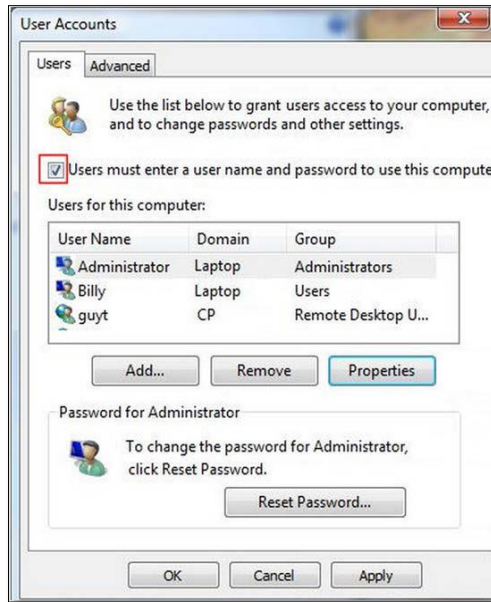 User Accounts
Users Advanced
Use the list below to grant users access to your computer,
and to change passwords and other settings.
Users must enter a user name and password to use this compute
Users for this computer:
User Name Domain Group
Administrator Laptop Administrators
Billy Laptop Users
guyt CP Remote Desktop U...
Add... Remove Properties
Password for Administrator
To change the password for Administrator,
click Reset Password.
Reset Password...
OK Cancel Apply